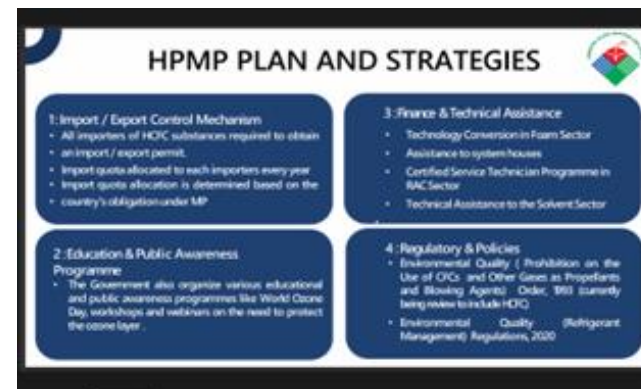 HPMP PLAN AND STRATEGIES
1: Import / Export Control Mechanism
• All importers of HCFC substances required to obtain
• an import / export permit.
• Import quota allocated to each importers every year
• Import quota allocation is determined based on the
• country's obligation under MP
2 :Education & Public Awareness
Programme
• The Government also organize various educational
and public awareness programmes like World Ozone
Day, workshops and webinars on the need to protect
the ozone layer .
3 :Finance & Technical Assistance
• Technology Conversion in Foam Sector
• Assistance to system houses
• Certified Service Technician Programme in
RAC Sector
• Technical Assistance to the Solvent Sector
4 : Regulatory & Policies
• Environmental Quality ( Prohibition on the
Use of CFCs and Other Gases as Propellants
and Blowing Agents) Order, 1993 (currently
being review to include HCFC)
• Environmental Quality (Refrigerant
Management) Regulations, 2020